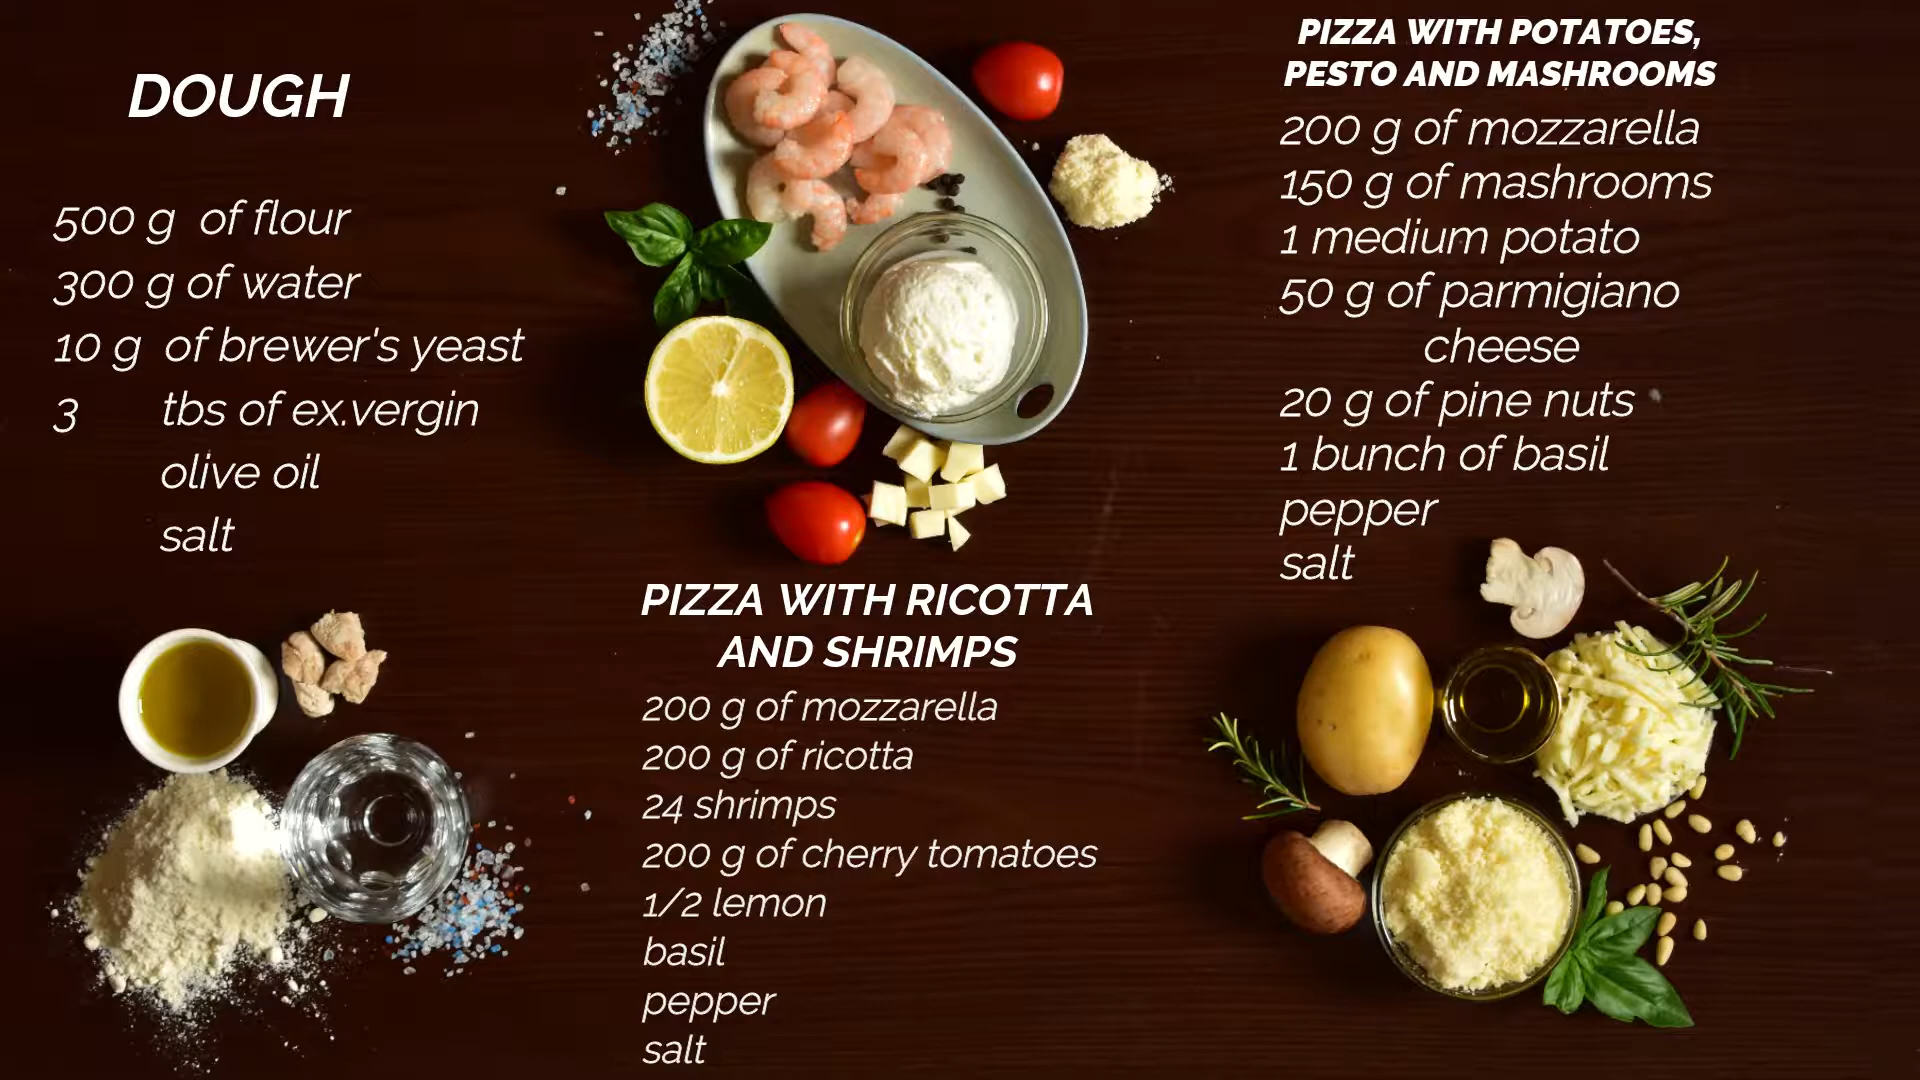 DOUGH
500 g of flour
300 g of water
10 g of brewer's yeast
3 tbs of ex.vergin
olive oil
salt
PIZZA WITH RICOTTA
AND SHRIMPS
200 g of mozzarella
200 g of ricotta
24 shrimps
200 g of cherry tomatoes
1/2 lemon
basil
pepper
salt
PIZZA WITH POTATOES,
PESTO AND MASHROOMS
200 g of mozzarella
150 g of mashrooms
1 medium potato
50 g of parmigiano
cheese
20 g of pine nuts
1 bunch of basil
pepper
salt